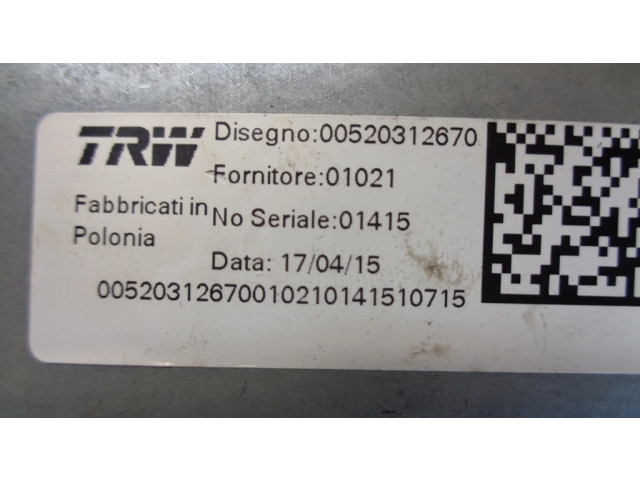 TRW
Disegno:00520312670
Fornitore:01021
Fabbricati in
Polonia
No Seriale:01415
Data: 17/04/15
00520312670010210141510715